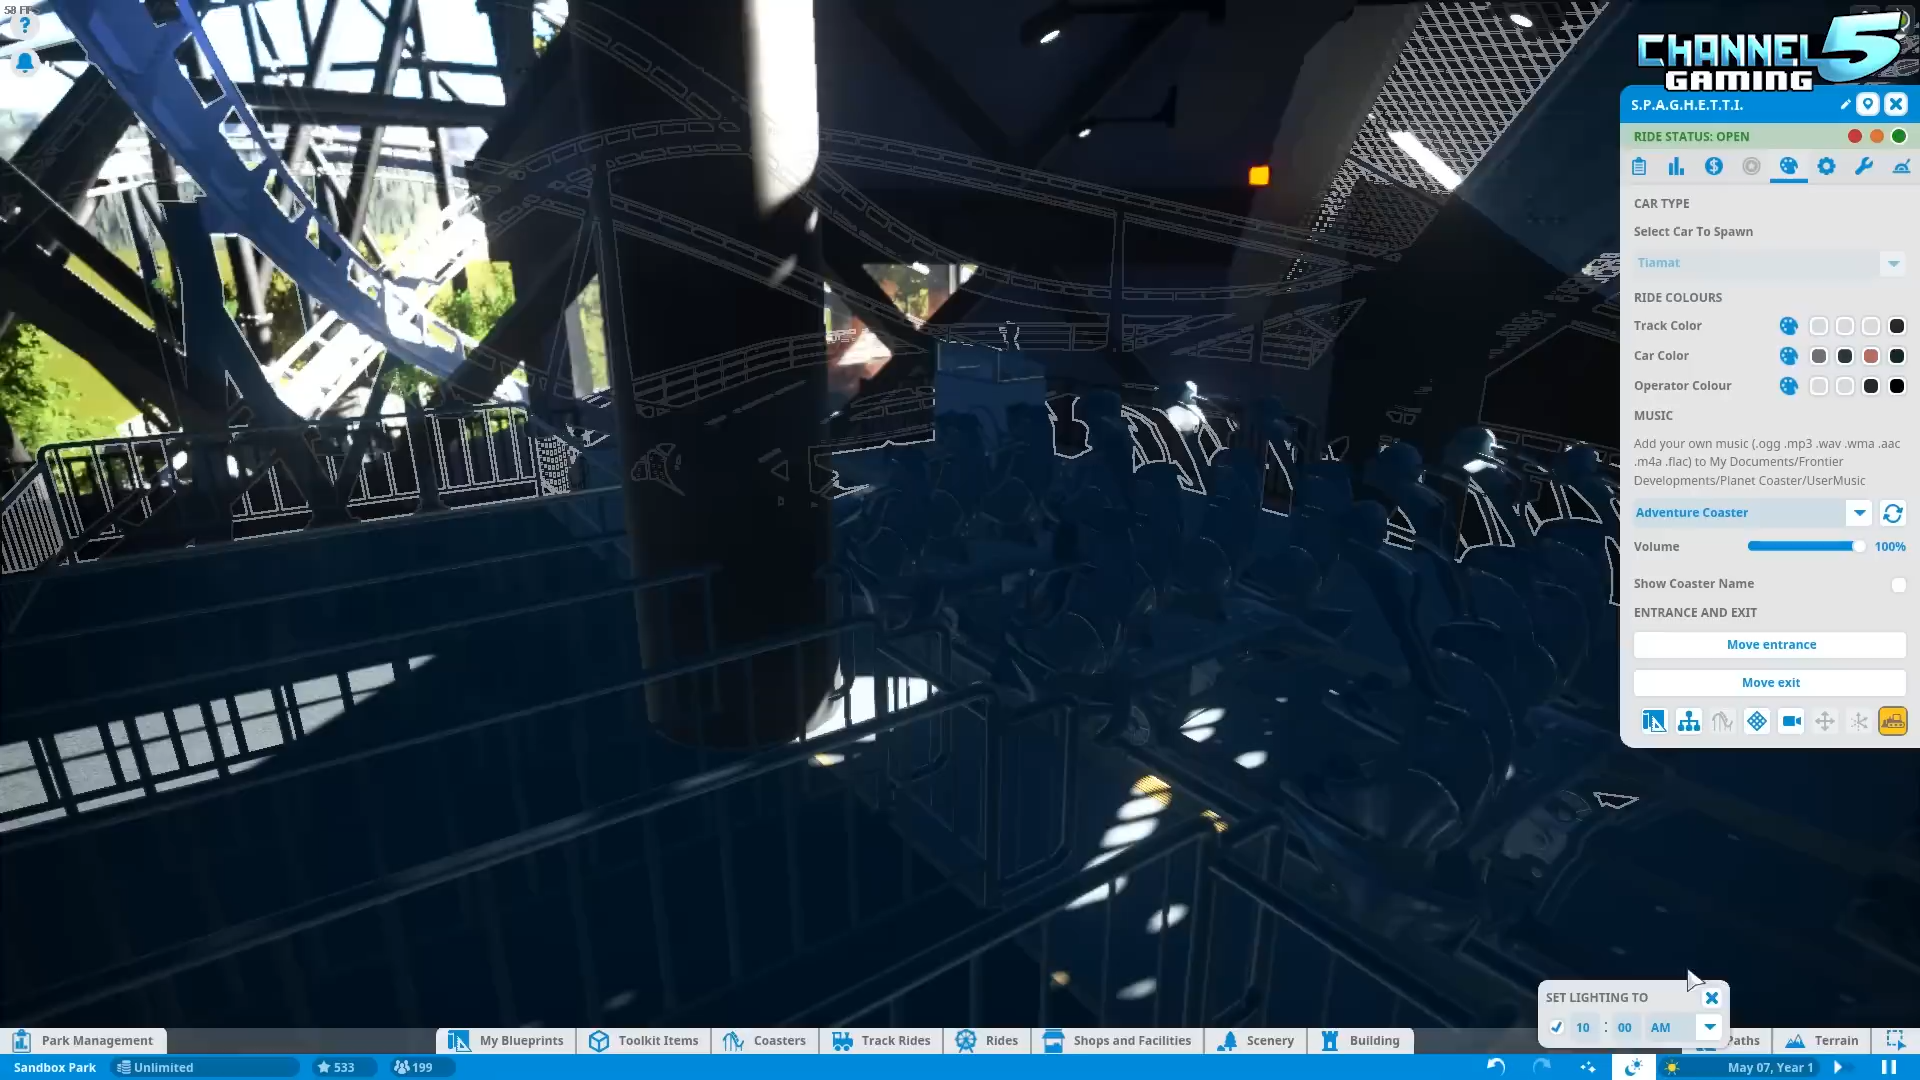 58 FPS
CHANNEL 5
GAMING
S.P.A.G.H.E.T.T.I.
RIDE STATUS: OPEN
CAR TYPE
Select Car To Spawn
Tiamat
RIDE COLOURS
Track Color
Car Color
Operator Colour
MUSIC
Add your own music (.ogg .mp3 .wav .wma .aac
.m4a .flac) to My Documents/Frontier
Developments/Planet Coaster/UserMusic
Adventure Coaster
Volume 100%
Show Coaster Name
ENTRANCE AND EXIT
Move entrance
Move exit
SET LIGHTING TO
10 : 00 AM
Park Management
My Blueprints
Toolkit Items
Coasters
Track Rides
Rides
Shops and Facilities
Scenery
Building
Paths
Terrain
Sandbox Park
Unlimited
533
199
May 07, Year 1